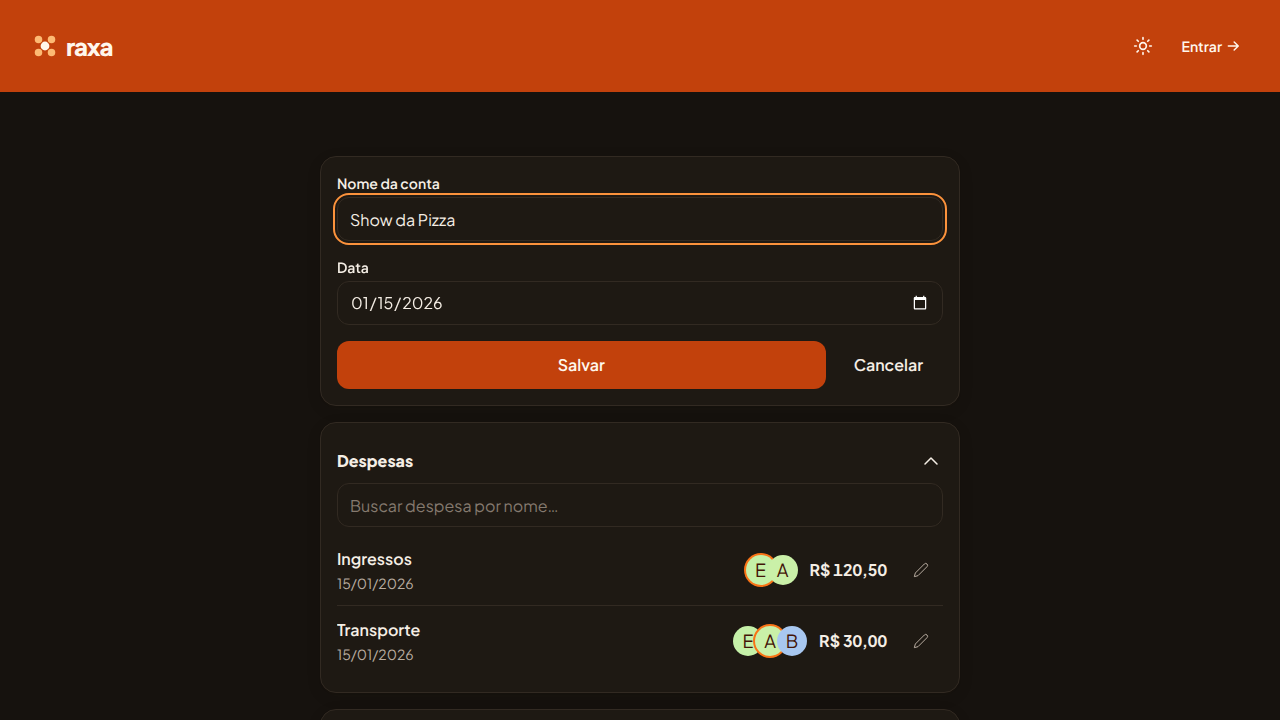 raxa
Entrar →
Nome da conta
Show da Pizza
Data
01/15/2026
Salvar
Cancelar
Despesas
Buscar despesa por nome...
Ingressos
E A R$ 120,50
15/01/2026
Transporte
E A B R$ 30,00
15/01/2026